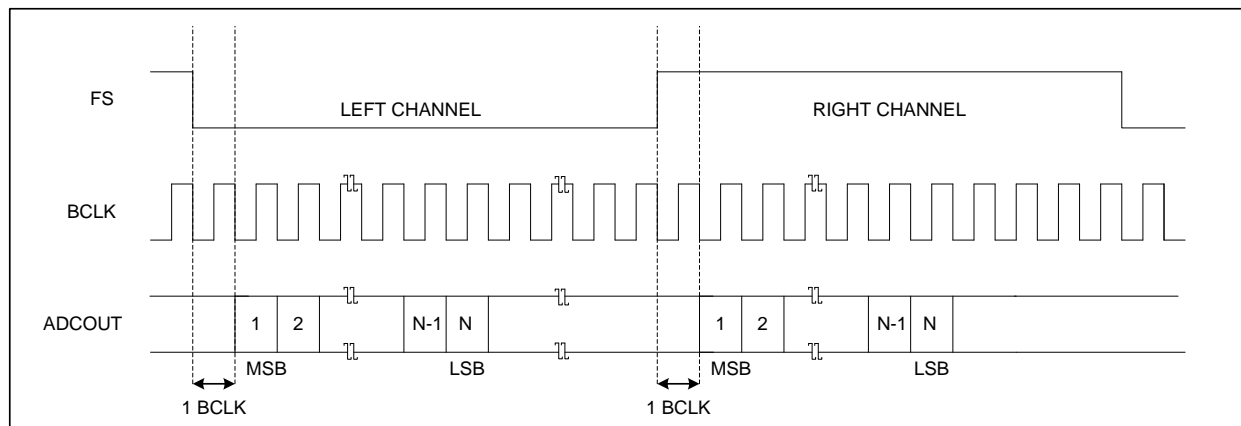 FS
LEFT CHANNEL
RIGHT CHANNEL
BCLK
ADCOUT
1 2 N-1 N 1 2 N-1 N
MSB LSB MSB LSB
1 BCLK 1 BCLK